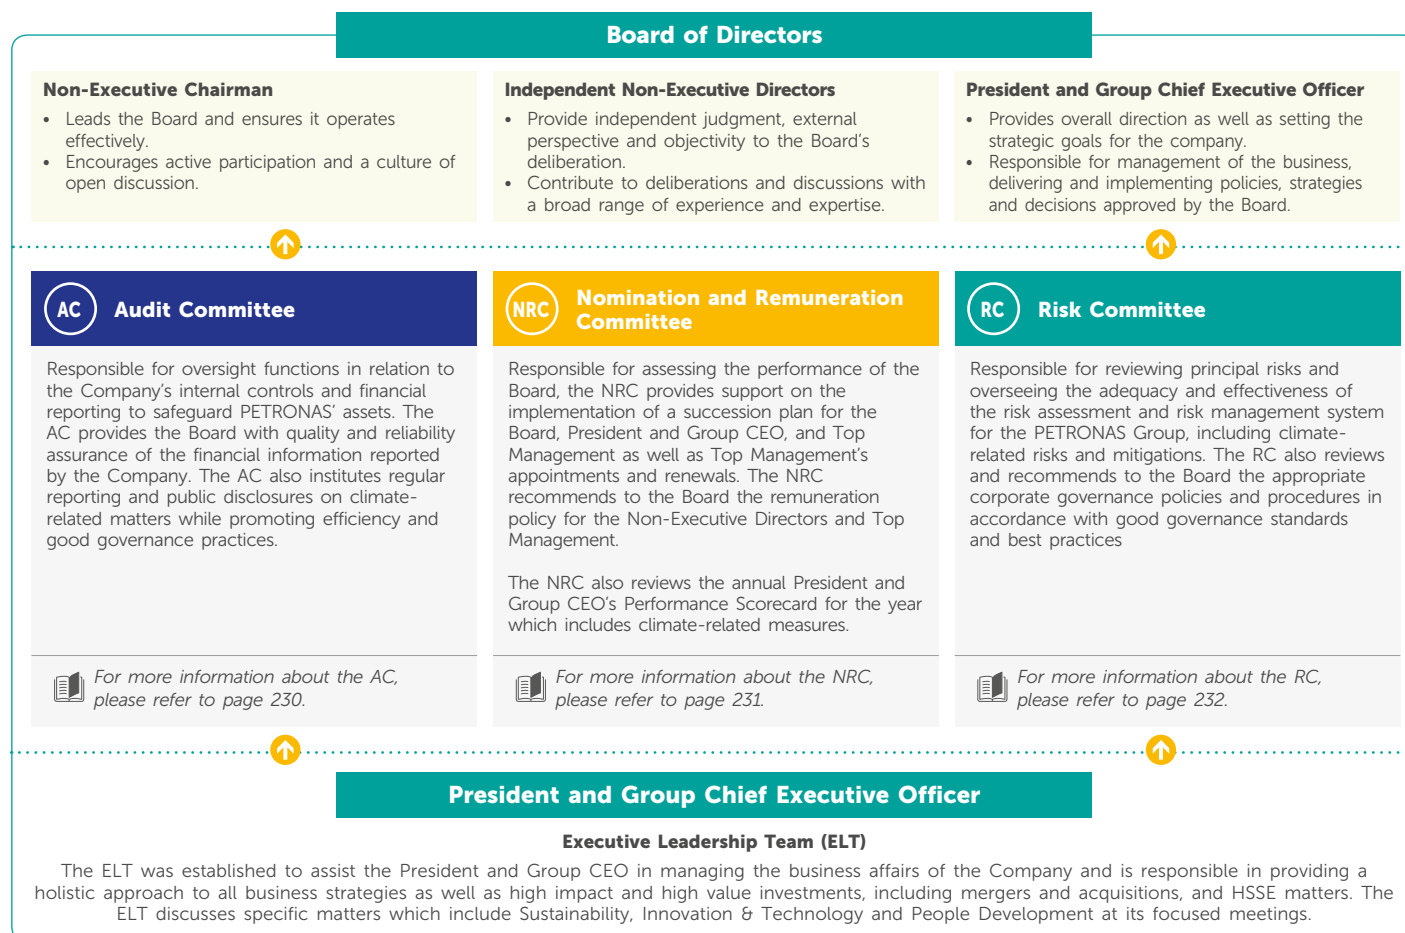 Board of Directors
Non-Executive Chairman
• Leads the Board and ensures it operates
effectively.
• Encourages active participation and a culture of
open discussion.
Independent Non-Executive Directors
• Provide independent judgment, external
perspective and objectivity to the Board’s
deliberation.
• Contribute to deliberations and discussions with
a broad range of experience and expertise.
President and Group Chief Executive Officer
• Provides overall direction as well as setting the
strategic goals for the company.
• Responsible for management of the business,
delivering and implementing policies, strategies
and decisions approved by the Board.
AC Audit Committee
Responsible for oversight functions in relation to
the Company’s internal controls and financial
reporting to safeguard PETRONAS’ assets. The
AC provides the Board with quality and reliability
assurance of the financial information reported
by the Company. The AC also institutes regular
reporting and public disclosures on climate-
related matters while promoting efficiency and
good governance practices.
For more information about the AC,
please refer to page 230.
NRC Nomination and Remuneration
Committee
Responsible for assessing the performance of the
Board, the NRC provides support on the
implementation of a succession plan for the
Board, President and Group CEO, and Top
Management as well as Top Management’s
appointments and renewals. The NRC
recommends to the Board the remuneration
policy for the Non-Executive Directors and Top
Management.
The NRC also reviews the annual President and
Group CEO’s Performance Scorecard for the year
which includes climate-related measures.
For more information about the NRC,
please refer to page 231.
RC Risk Committee
Responsible for reviewing principal risks and
overseeing the adequacy and effectiveness of
the risk assessment and risk management system
for the PETRONAS Group, including climate-
related risks and mitigations. The RC also reviews
and recommends to the Board the appropriate
corporate governance policies and procedures in
accordance with good governance standards
and best practices
For more information about the RC,
please refer to page 232.
President and Group Chief Executive Officer
Executive Leadership Team (ELT)
The ELT was established to assist the President and Group CEO in managing the business affairs of the Company and is responsible in providing a
holistic approach to all business strategies as well as high impact and high value investments, including mergers and acquisitions, and HSSE matters. The
ELT discusses specific matters which include Sustainability, Innovation & Technology and People Development at its focused meetings.